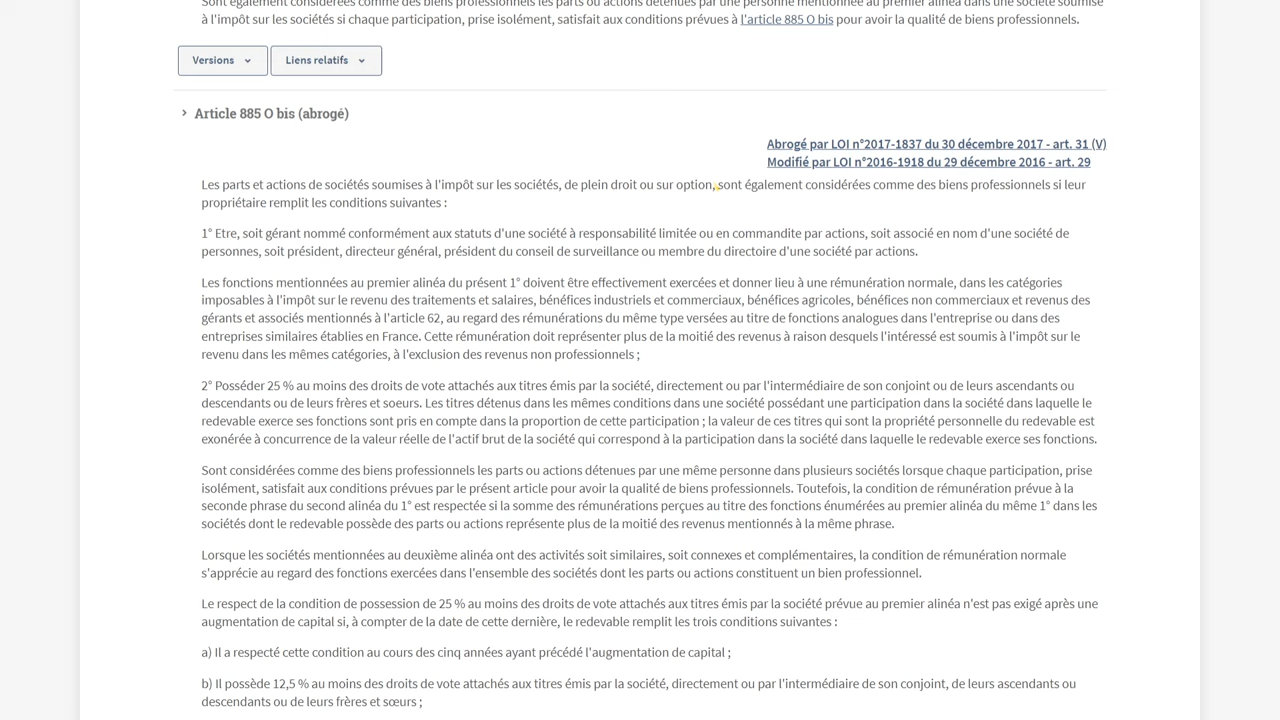 Sont également considérées comme des biens professionnels les parts ou actions détenues par une personne mentionnée au premier alinéa dans une société soumise
à l'impôt sur les sociétés si chaque participation, prise isolément, satisfait aux conditions prévues à l'article 885 O bis pour avoir la qualité de biens professionnels.
Versions
Liens relatifs
Article 885 O bis (abrogé)
Abrogé par LOI n°2017-1837 du 30 décembre 2017 - art. 31 (V)
Modifié par LOI n°2016-1918 du 29 décembre 2016 - art. 29
Les parts et actions de sociétés soumises à l'impôt sur les sociétés, de plein droit ou sur option, sont également considérées comme des biens professionnels si leur
propriétaire remplit les conditions suivantes :
1° Etre, soit gérant nommé conformément aux statuts d'une société à responsabilité limitée ou en commandite par actions, soit associé en nom d'une société de
personnes, soit président, directeur général, président du conseil de surveillance ou membre du directoire d'une société par actions.
Les fonctions mentionnées au premier alinéa du présent 1° doivent être effectivement exercées et donner lieu à une rémunération normale, dans les catégories
imposables à l'impôt sur le revenu des traitements et salaires, bénéfices industriels et commerciaux, bénéfices agricoles, bénéfices non commerciaux et revenus des
gérants et associés mentionnés à l'article 62, au regard des rémunérations du même type versées au titre de fonctions analogues dans l'entreprise ou dans des
entreprises similaires établies en France. Cette rémunération doit représenter plus de la moitié des revenus à raison desquels l'intéressé est soumis à l'impôt sur le
revenu dans les mêmes catégories, à l'exclusion des revenus non professionnels ;
2° Posséder 25 % au moins des droits de vote attachés aux titres émis par la société, directement ou par l'intermédiaire de son conjoint ou de leurs ascendants ou
descendants ou de leurs frères et soeurs. Les titres détenus dans les mêmes conditions dans une société possédant une participation dans la société dans laquelle le
redevable exerce ses fonctions sont pris en compte dans la proportion de cette participation ; la valeur de ces titres qui sont la propriété personnelle du redevable est
exonérée à concurrence de la valeur réelle de l'actif brut de la société qui correspond à la participation dans la société dans laquelle le redevable exerce ses fonctions.
Sont considérées comme des biens professionnels les parts ou actions détenues par une même personne dans plusieurs sociétés lorsque chaque participation, prise
isolément, satisfait aux conditions prévues par le présent article pour avoir la qualité de biens professionnels. Toutefois, la condition de rémunération prévue à la
seconde phrase du second alinéa du 1° est respectée si la somme des rémunérations perçues au titre des fonctions énumérées au premier alinéa du même 1° dans les
sociétés dont le redevable possède des parts ou actions représente plus de la moitié des revenus mentionnés à la même phrase.
Lorsque les sociétés mentionnées au deuxième alinéa ont des activités soit similaires, soit connexes et complémentaires, la condition de rémunération normale
s'apprécie au regard des fonctions exercées dans l'ensemble des sociétés dont les parts ou actions constituent un bien professionnel.
Le respect de la condition de possession de 25 % au moins des droits de vote attachés aux titres émis par la société prévue au premier alinéa n'est pas exigé après une
augmentation de capital si, à compter de la date de cette dernière, le redevable remplit les trois conditions suivantes :
a) Il a respecté cette condition au cours des cinq années ayant précédé l'augmentation de capital ;
b) Il possède 12,5 % au moins des droits de vote attachés aux titres émis par la société, directement ou par l'intermédiaire de son conjoint, de leurs ascendants ou
descendants ou de leurs frères et sœurs ;